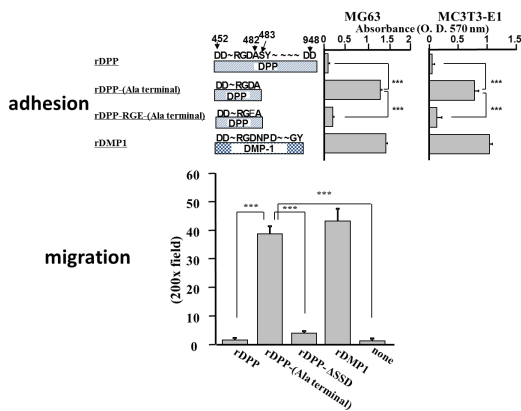 MG63 MC3T3-E1
Absorbance (O. D. 570 nm)
0 0.5 1 1.5 0 0.5 1 1.5
452 482 483 948
DD~RGDASY~~~~DD
rDPP
DPP
***
***
DD~RGDA
rDPP-(Ala terminal)
DPP
adhesion
***
***
DD~RGEA
rDPP-RGE-(Ala terminal)
DPP
DD~RGDNPD~~GY
rDMP1
DMP-1
migration
(200x field)
60
50
40
30
20
10
0
***
***
***
rDPP
rDPP-(Ala terminal)
rDPP-ΔSSD
rDMP1
none